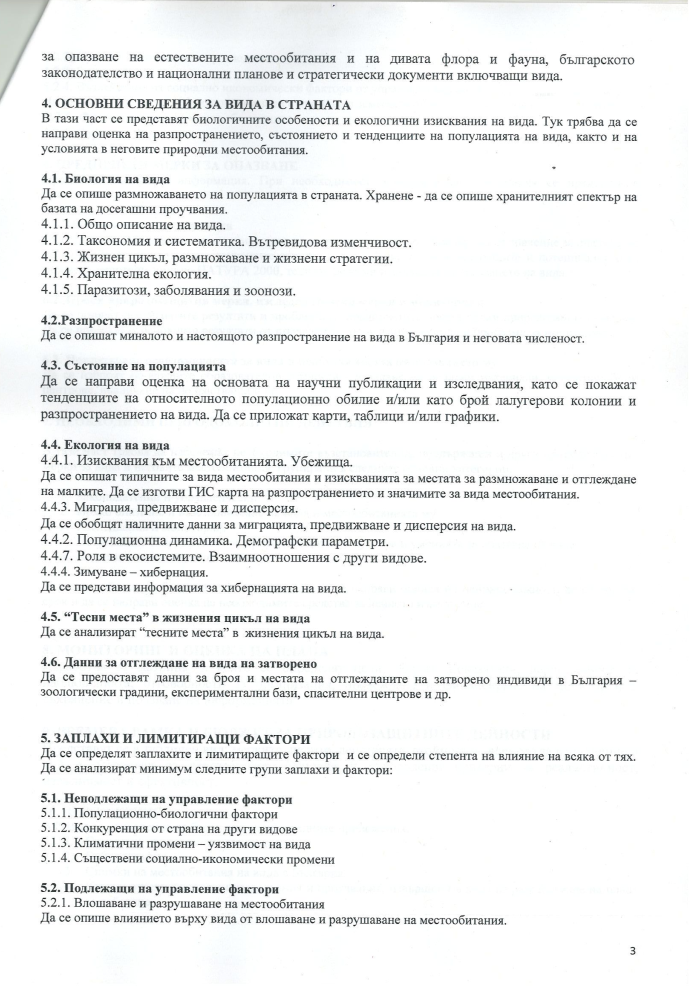 за опазване на естествените местообитания и на дивата флора и фауна, българското
законодателство и национални планове и стратегически документи включващи вида.
4. ОСНОВНИ СВЕДЕНИЯ ЗА ВИДА В СТРАНАТА
В тази част се представят биологичните особености и екологични изисквания на вида. Тук трябва да се
направи оценка на разпространението, състоянието и тенденциите на популацията на вида, както и на
условията в неговите природни местообитания.
4.1. Биология на вида
Да се опише размножаването на популацията в страната. Хранене - да се опише хранителният спектър на
базата на досегашни проучвания.
4.1.1. Общо описание на вида.
4.1.2. Таксономия и систематика. Вътревидова изменчивост.
4.1.3. Жизнен цикъл, размножаване и жизнени стратегии.
4.1.4. Хранителна екология.
4.1.5. Паразитози, заболявания и зоонози.
4.2.Разпространение
Да се опишат миналото и настоящото разпространение на вида в България и неговата численост.
4.3. Състояние на популацията
Да се направи оценка на основата на научни публикации и изследвания, като се покажат
тенденциите на относителното популационно обилие и/или като брой лалугерови колонии и
разпространението на вида. Да се приложат карти, таблици и/или графики.
4.4. Екология на вида
4.4.1. Изисквания към местообитанията. Убежища.
Да се опишат типичните за вида местообитания и изискванията за местата за размножаване и отглеждане
на малките. Да се изготви ГИС карта на разпространението и значимите за вида местообитания.
4.4.3. Миграция, предвижване и дисперсия.
Да се обобщят наличните данни за миграцията, предвижване и дисперсия на вида.
4.4.2. Популационна динамика. Демографски параметри.
4.4.7. Роля в екосистемите. Взаимноотношения с други видове.
4.4.4. Зимуване – хибернация.
Да се представи информация за хибернацията на вида.
4.5. “Тесни места” в жизнения цикъл на вида
Да се анализират “тесните места” в жизнения цикъл на вида.
4.6. Данни за отглеждане на вида на затворено
Да се предоставят данни за броя и местата на отглежданите на затворено индивиди в България –
зоологически градини, експериментални бази, спасителни центрове и др.
5. ЗАПЛАХИ И ЛИМИТИРАЩИ ФАКТОРИ
Да се определят заплахите и лимитиращите фактори и се определи степента на влияние на всяка от тях.
Да се анализират минимум следните групи заплахи и фактори:
5.1. Неподлежащи на управление фактори
5.1.1. Популационно-биологични фактори
5.1.2. Конкуренция от страна на други видове
5.1.3. Климатични промени – уязвимост на вида
5.1.4. Съществени социално-икономически промени
5.2. Подлежащи на управление фактори
5.2.1. Влошаване и разрушаване на местообитания
Да се опише влиянието върху вида от влошаване и разрушаване на местообитания.
3